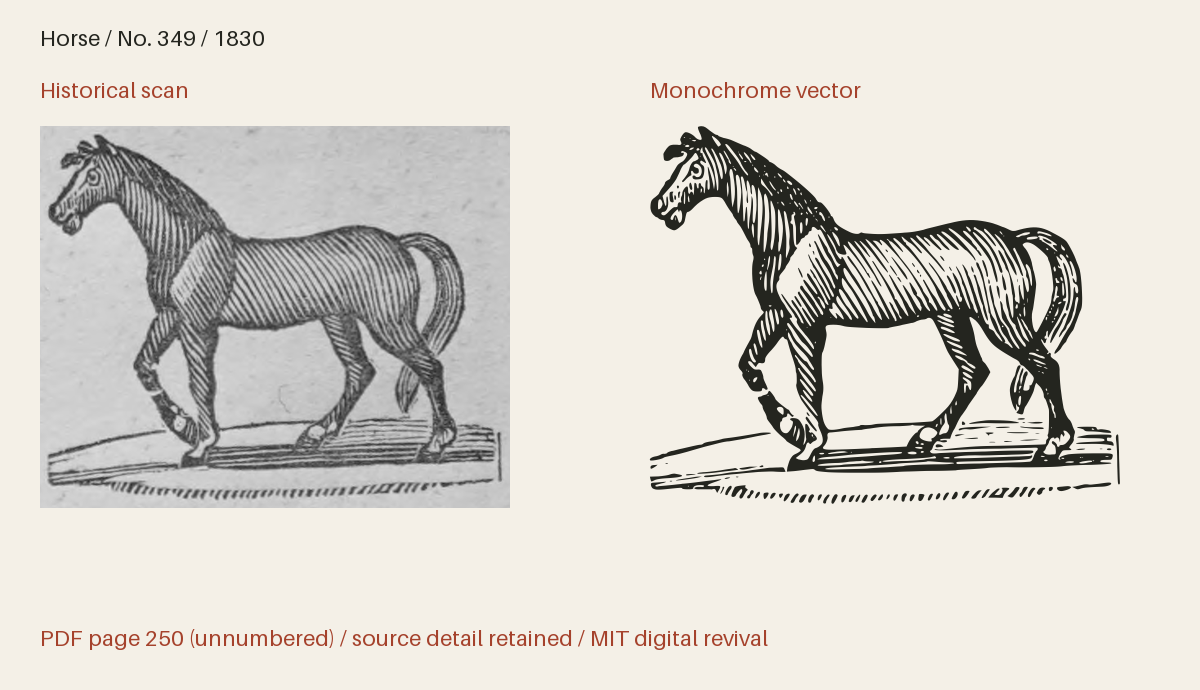 Horse / No. 349 / 1830
Historical scan
Monochrome vector
PDF page 250 (unnumbered) / source detail retained / MIT digital revival